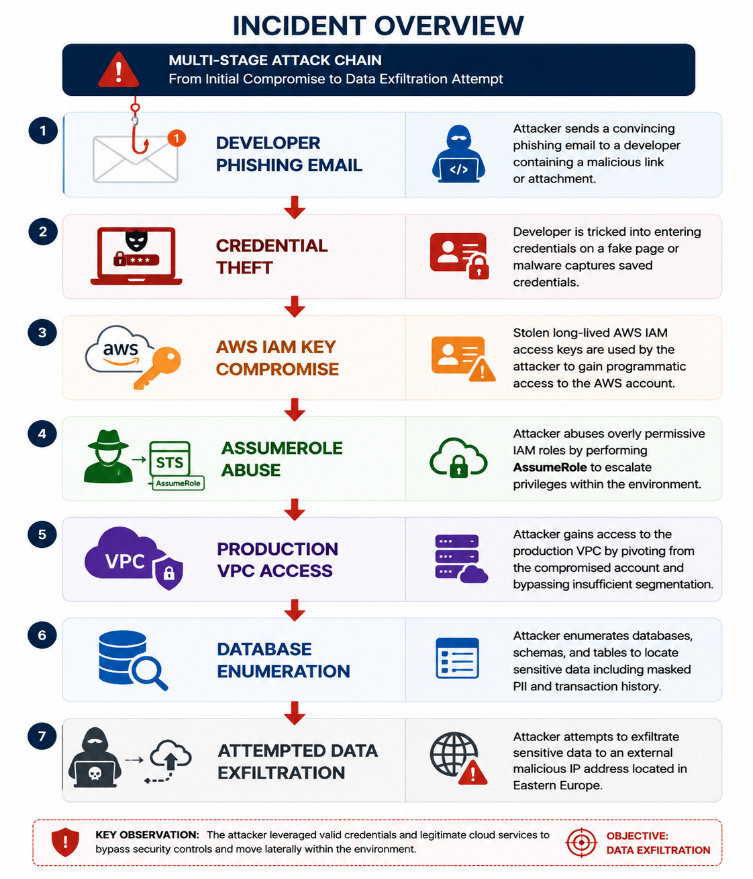 INCIDENT OVERVIEW
MULTI-STAGE ATTACK CHAIN
From Initial Compromise to Data Exfiltration Attempt
1
1
DEVELOPER
PHISHING EMAIL
</>
Attacker sends a convincing
phishing email to a developer
containing a malicious link
or attachment.
2
***
CREDENTIAL
THEFT
Developer is tricked into entering
credentials on a fake page or
malware captures saved
credentials.
3
aws
AWS IAM KEY
COMPROMISE
Stolen long-lived AWS IAM
access keys are used by the
attacker to gain programmatic
access to the AWS account.
4
STS
AssumeRole
ASSUMEROLE
ABUSE
Attacker abuses overly permissive
IAM roles by performing
AssumeRole to escalate
privileges within the environment.
5
VPC
PRODUCTION
VPC ACCESS
Attacker gains access to the
production VPC by pivoting from
the compromised account and
bypassing insufficient segmentation.
6
DATABASE
ENUMERATION
Attacker enumerates databases,
schemas, and tables to locate
sensitive data including masked
PII and transaction history.
7
ATTEMPTED DATA
EXFILTRATION
Attacker attempts to exfiltrate
sensitive data to an external
malicious IP address located in
Eastern Europe.
KEY OBSERVATION: The attacker leveraged valid credentials and legitimate cloud services to
bypass security controls and move laterally within the environment.
OBJECTIVE:
DATA EXFILTRATION